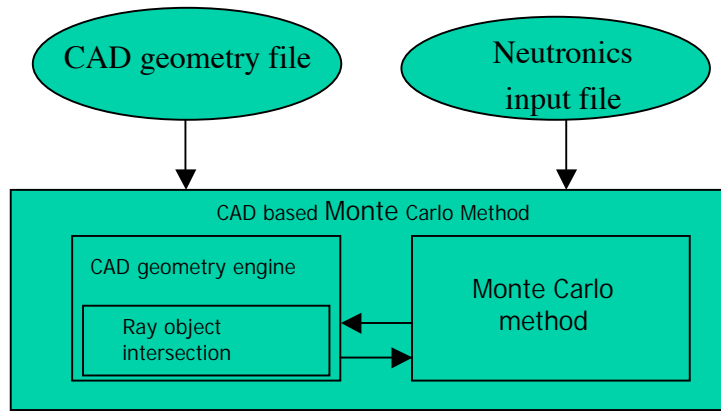 CAD geometry file
Neutronics
input file
CAD based Monte Carlo Method
CAD geometry engine
Ray object
intersection
Monte Carlo
method